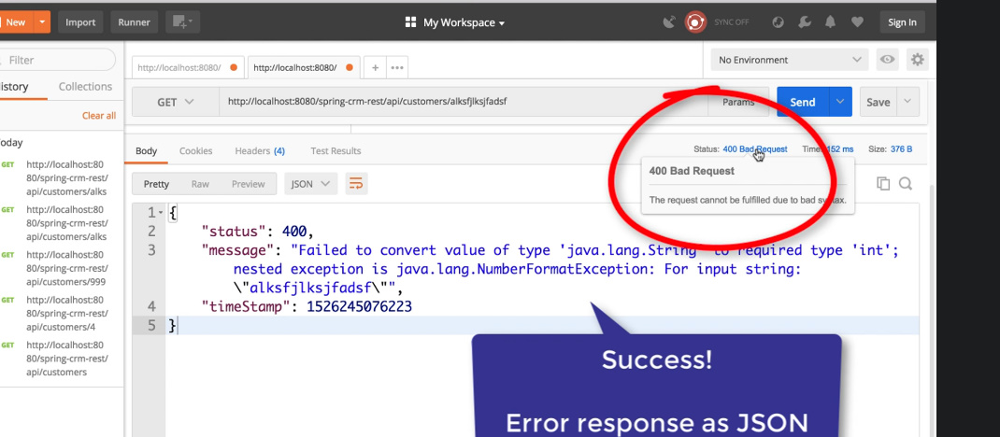 New Import Runner My Workspace SYNC OFF Sign In
Filter
History Collections
Clear all
Today
GET http://localhost:80
80/spring-crm-rest/
api/customers/alks
GET http://localhost:80
80/spring-crm-rest/
api/customers/alks
GET http://localhost:80
80/spring-crm-rest/
api/customers/999
GET http://localhost:80
80/spring-crm-rest/
api/customers/4
GET http://localhost:80
80/spring-crm-rest/
api/customers
http://localhost:8080/ http://localhost:8080/ + •••
No Environment
GET http://localhost:8080/spring-crm-rest/api/customers/alksfjlksjfadsf Params Send Save
Body Cookies Headers (4) Test Results
Status: 400 Bad Request Time: 152 ms Size: 376 B
400 Bad Request
The request cannot be fulfilled due to bad syntax.
Pretty Raw Preview JSON
1 {
2 "status": 400,
3 "message": "Failed to convert value of type 'java.lang.String' to required type 'int';
nested exception is java.lang.NumberFormatException: For input string:
\"alksfjlksjfadsf\"",
4 "timeStamp": 1526245076223
5 }
Success!
Error response as JSON